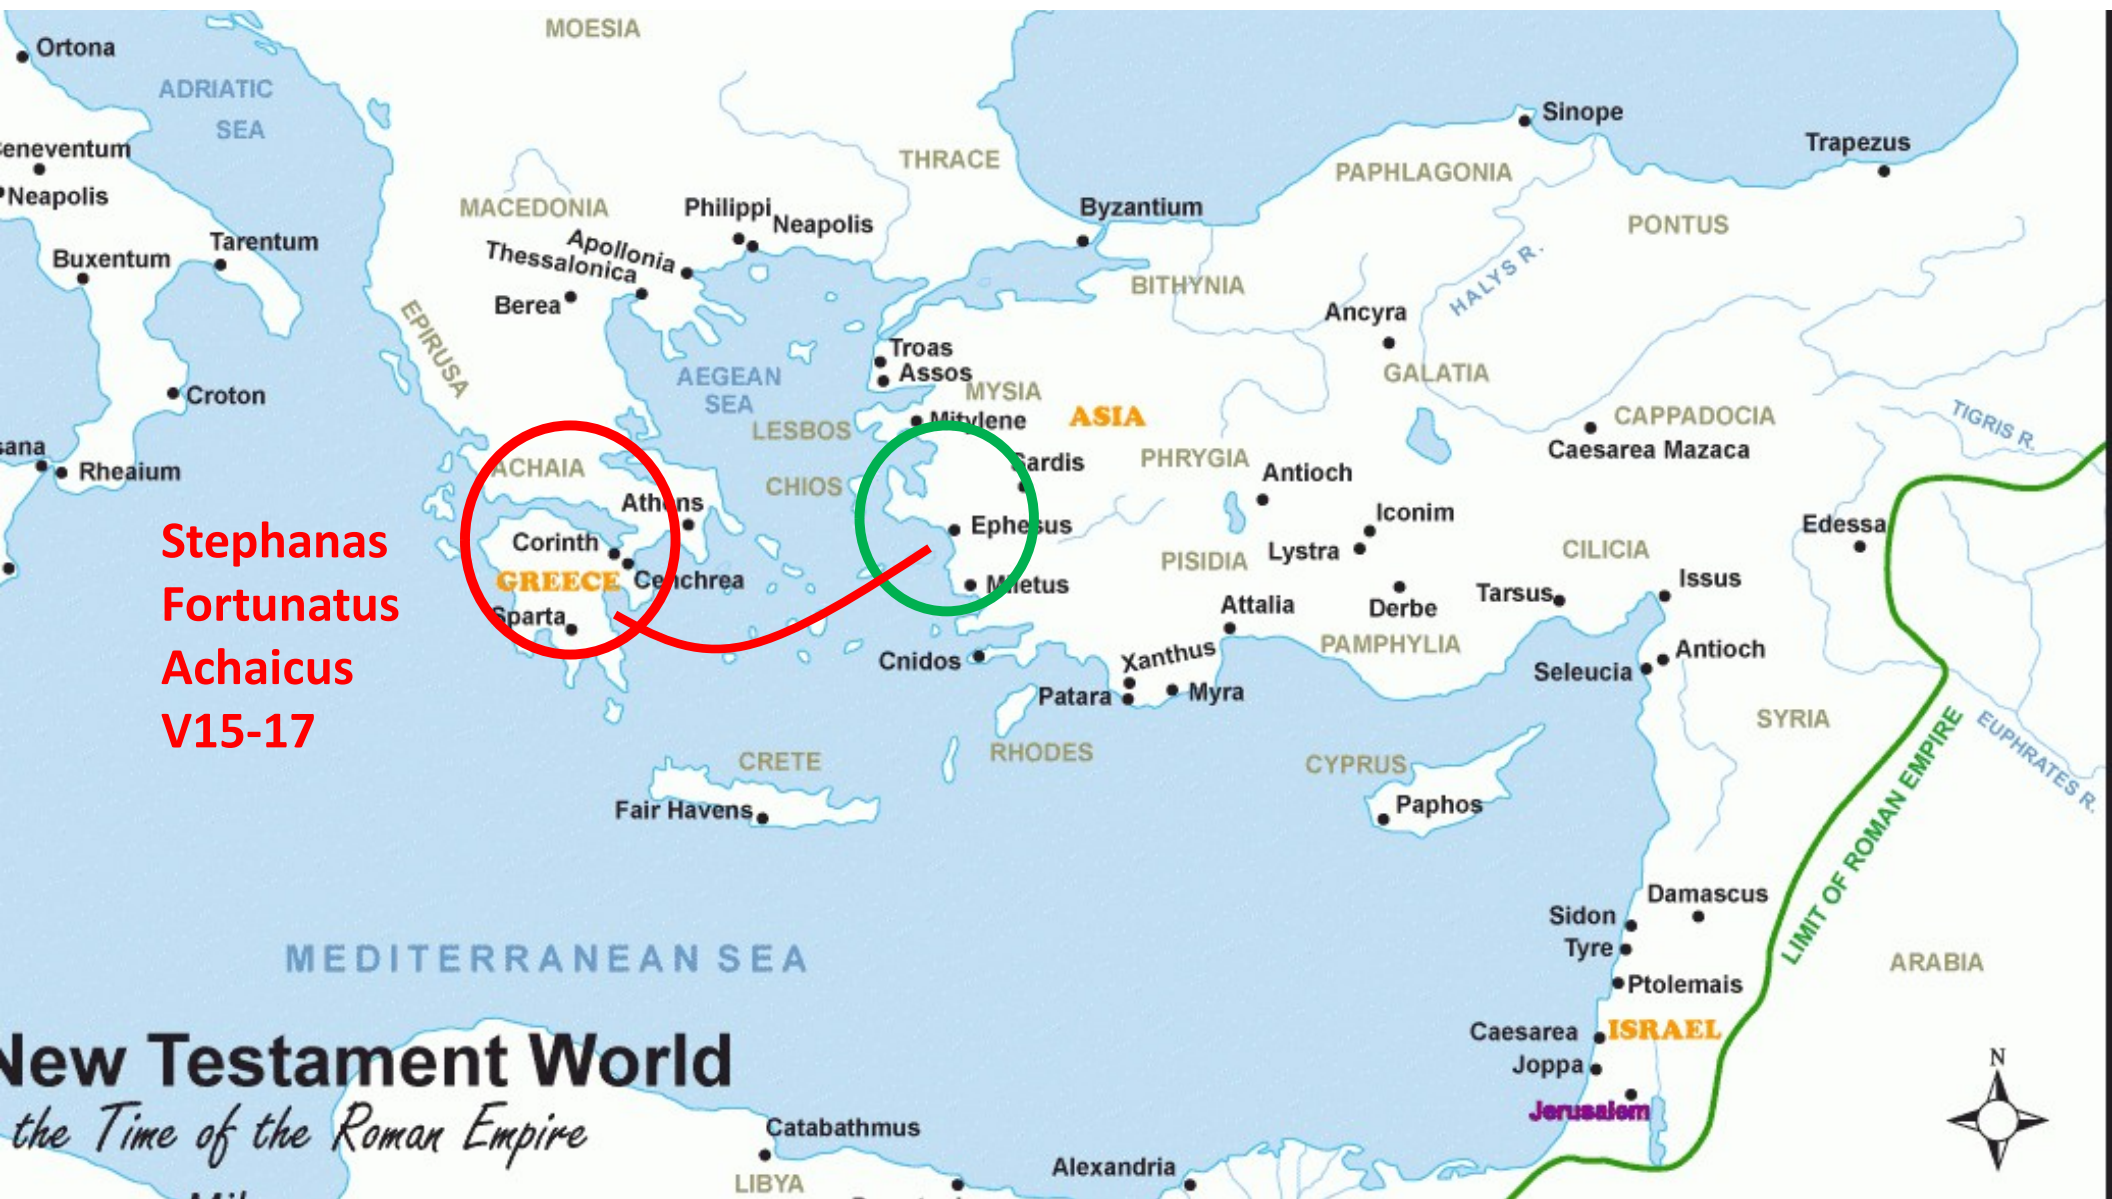 MOESIA
Ortona
ADRIATIC
SEA
Sinope
Trapezus
eneventum
THRACE
PAPHLAGONIA
Neapolis
MACEDONIA
Philippi
Neapolis
Byzantium
PONTUS
Tarentum
Apollonia
Thessalonica
Buxentum
HALYS R.
BITHYNIA
Berea
Ancyra
EPIRUSA
Troas
Assos
AEGEAN
SEA
GALATIA
MYSIA
Croton
ASIA
CAPPADOCIA
TIGRIS R.
Mitylene
LESBOS
Caesarea Mazaca
sana
Rheaium
ACHAIA
Sardis
PHRYGIA
Antioch
CHIOS
Athens
Iconim
Edessa
Stephanas
Fortunatus
Achaicus
V15-17
Corinth
Ephesus
Lystra
PISIDIA
CILICIA
GREECE
Cenchrea
Miletus
Issus
Tarsus
Derbe
Attalia
Sparta
PAMPHYLIA
Cnidos
Xanthus
Antioch
Seleucia
Patara
Myra
SYRIA
EUPHRATES R.
CRETE
RHODES
CYPRUS
Fair Havens
Paphos
LIMIT OF ROMAN EMPIRE
Damascus
Sidon
Tyre
MEDITERRANEAN SEA
ARABIA
Ptolemais
Caesarea
ISRAEL
Joppa
New Testament World
the Time of the Roman Empire
Jerusalem
N
Catabathmus
Alexandria
LIBYA